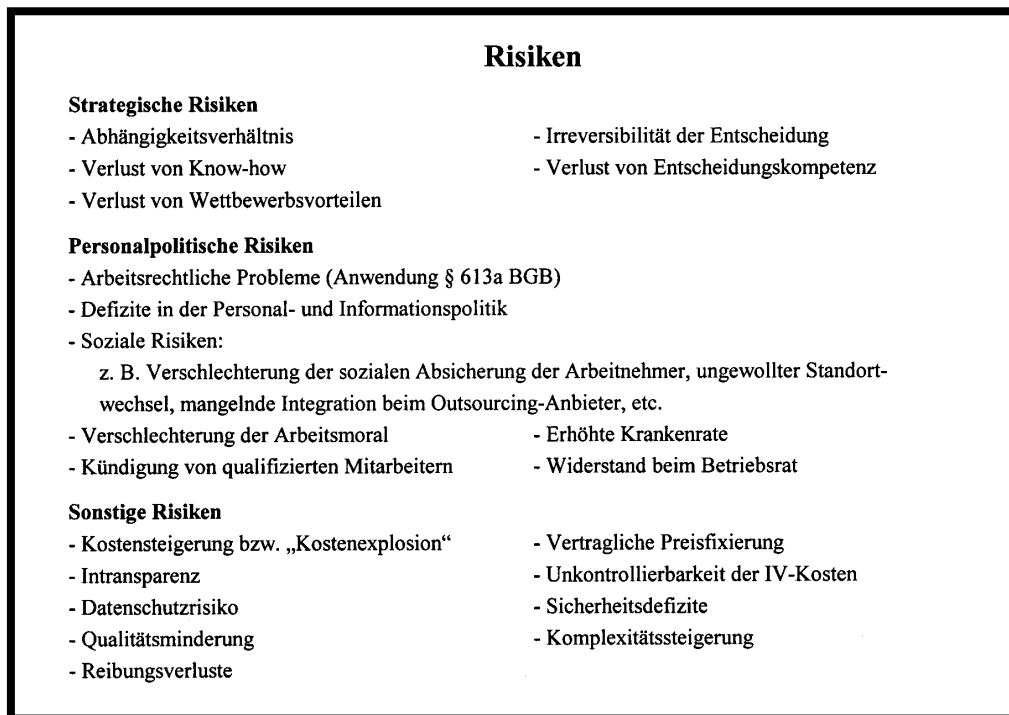 Risiken
Strategische Risiken
- Abhängigkeitsverhältnis
- Irreversibilität der Entscheidung
- Verlust von Know-how
- Verlust von Entscheidungskompetenz
- Verlust von Wettbewerbsvorteilen
Personalpolitische Risiken
- Arbeitsrechtliche Probleme (Anwendung § 613a BGB)
- Defizite in der Personal- und Informationspolitik
- Soziale Risiken:
z. B. Verschlechterung der sozialen Absicherung der Arbeitnehmer, ungewollter Standort-
wechsel, mangelnde Integration beim Outsourcing-Anbieter, etc.
- Verschlechterung der Arbeitsmoral
- Erhöhte Krankenrate
- Kündigung von qualifizierten Mitarbeitern
- Widerstand beim Betriebsrat
Sonstige Risiken
- Kostensteigerung bzw. „Kostenexplosion“
- Vertragliche Preisfixierung
- Intransparenz
- Unkontrollierbarkeit der IV-Kosten
- Datenschutzrisiko
- Sicherheitsdefizite
- Qualitätsminderung
- Komplexitätssteigerung
- Reibungsverluste